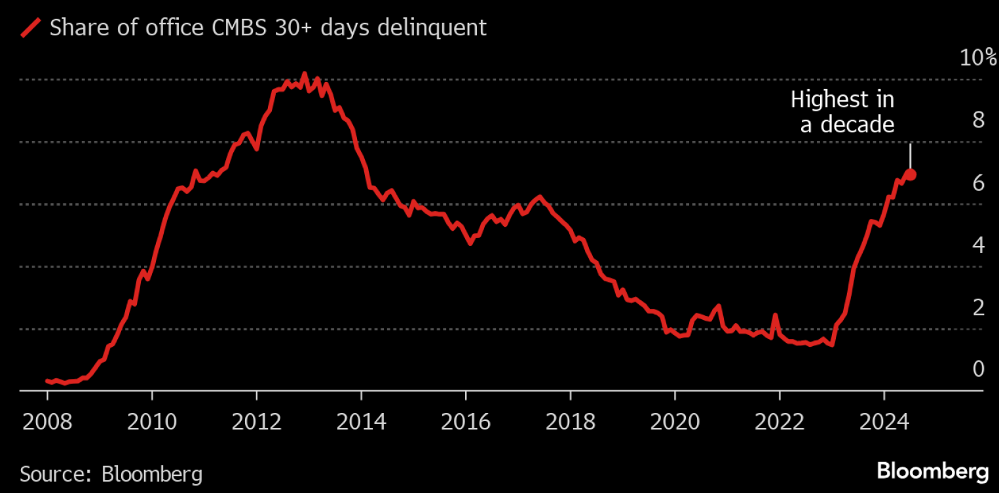 Share of office CMBS 30+ days delinquent
10%
Highest in
a decade
8
6
4
2
0
2008 2010 2012 2014 2016 2018 2020 2022 2024
Source: Bloomberg
Bloomberg